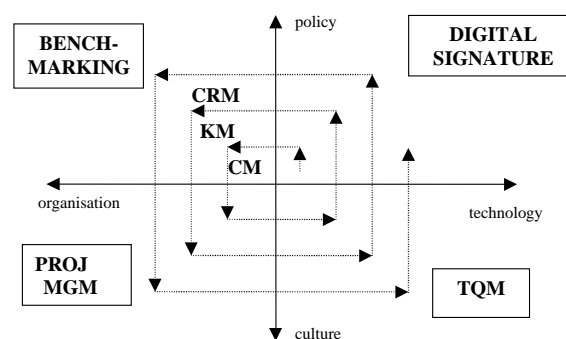 policy
BENCH-
MARKING
DIGITAL
SIGNATURE
CRM
KM
CM
organisation
technology
PROJ
MGM
TQM
culture